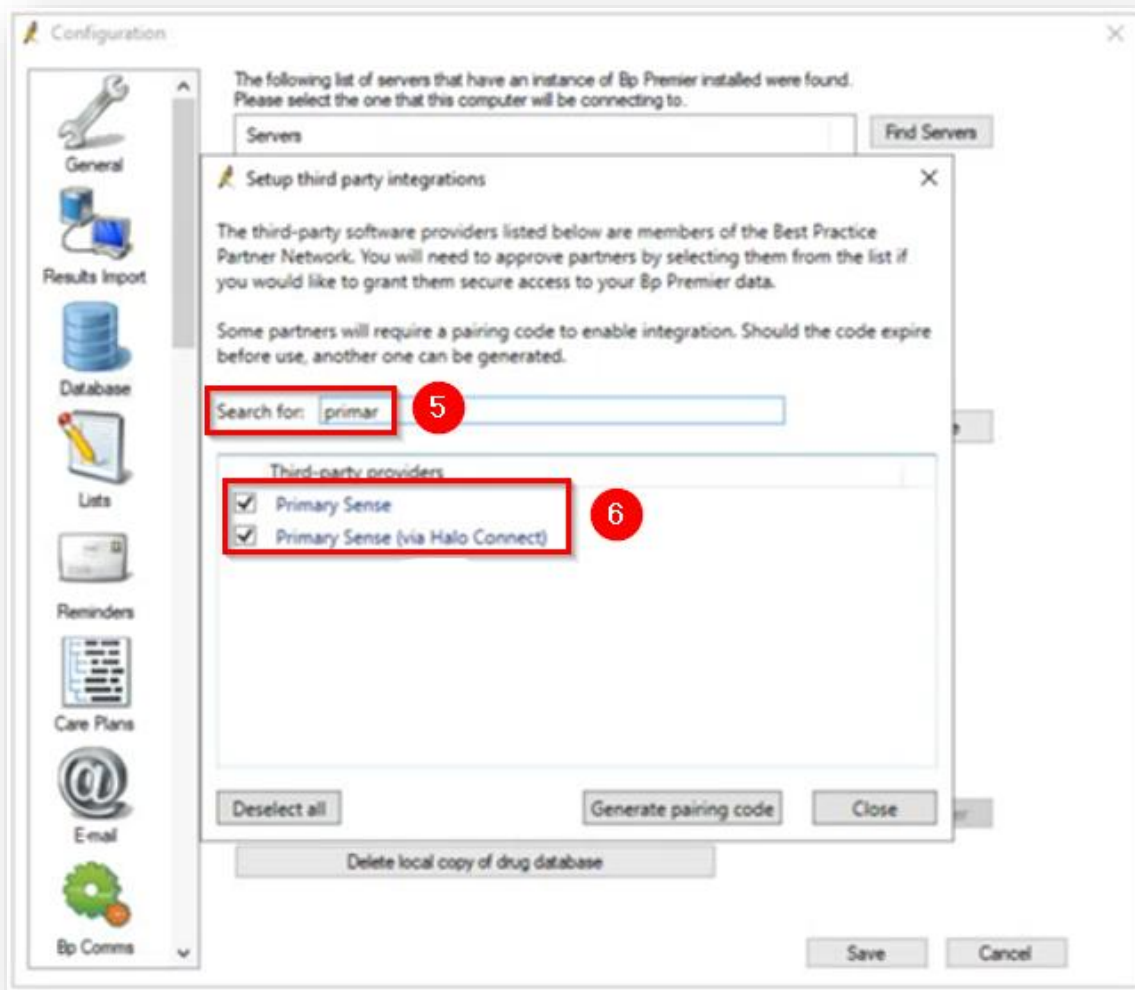 Configuration
The following list of servers that have an instance of Bp Premier installed were found.
Please select the one that this computer will be connecting to.
Servers
Find Servers
General
Results Import
Database
Lists
Reminders
Care Plans
E-mail
Bp Comms
Setup third party integrations
The third-party software providers listed below are members of the Best Practice
Partner Network. You will need to approve partners by selecting them from the list if
you would like to grant them secure access to your Bp Premier data.
Some partners will require a pairing code to enable integration. Should the code expire
before use, another one can be generated.
Search for: primar
5
Third-party providers
Primary Sense
Primary Sense (via Halo Connect)
6
Deselect all
Generate pairing code
Close
Delete local copy of drug database
Save
Cancel